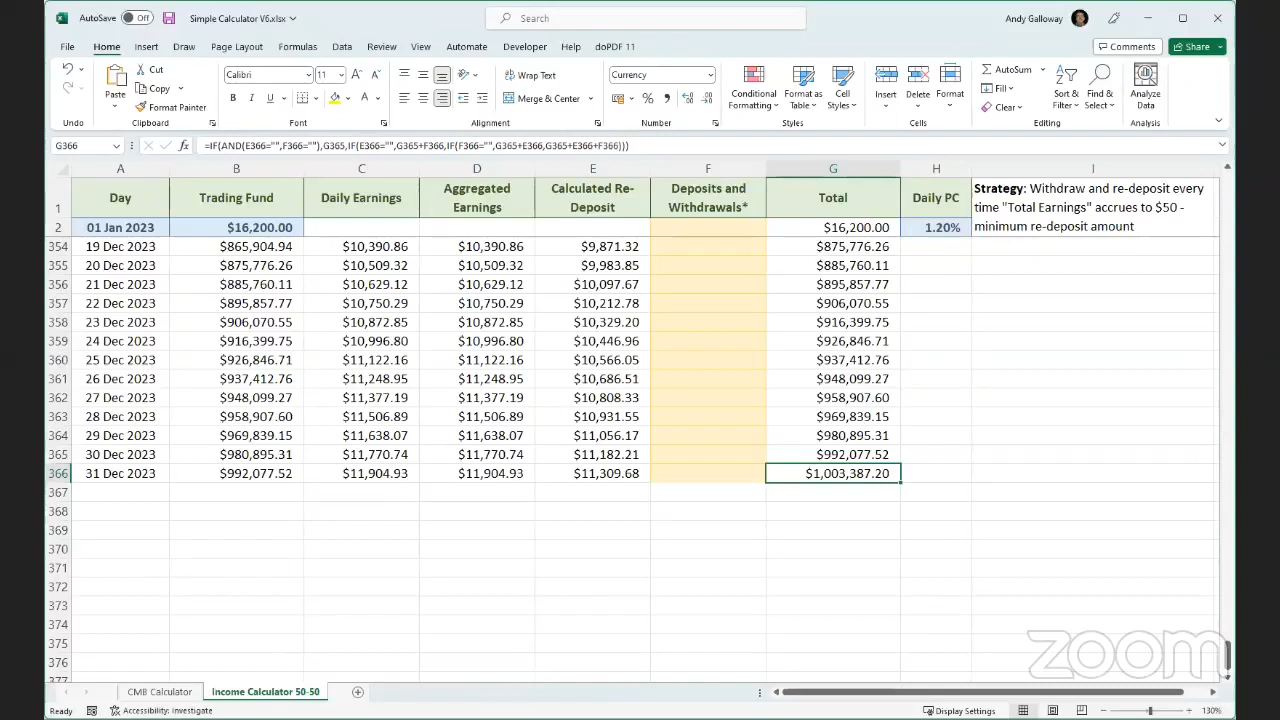 AutoSave Off Simple Calculator V6.xlsx Search Andy Galloway
File Home Insert Draw Page Layout Formulas Data Review View Automate Developer Help doPDF 11 Comments Share
Paste Cut Calibri 11 Wrap Text Currency Conditional Formatting Format as Table Cell Styles Insert Delete Format AutoSum Sort & Filter Find & Select Analyze Data
Copy Fill
Format Painter B I U Merge & Center % Clear
Undo Clipboard Font Alignment Number Styles Cells Editing Analysis
G366 fx =IF(AND(E366="",F366=""),G365,IF(E366="",G365+F366,IF(F366="",G365+E366,G365+E366+F366)))
A B C D E F G H I
1 Day Trading Fund Daily Earnings Aggregated Earnings Calculated Re-Deposit Deposits and Withdrawals* Total Daily PC Strategy: Withdraw and re-deposit every
time "Total Earnings" accrues to $50 -
minimum re-deposit amount
2 01 Jan 2023 $16,200.00 $16,200.00 1.20%
354 19 Dec 2023 $865,904.94 $10,390.86 $10,390.86 $9,871.32 $875,776.26
355 20 Dec 2023 $875,776.26 $10,509.32 $10,509.32 $9,983.85 $885,760.11
356 21 Dec 2023 $885,760.11 $10,629.12 $10,629.12 $10,097.67 $895,857.77
357 22 Dec 2023 $895,857.77 $10,750.29 $10,750.29 $10,212.78 $906,070.55
358 23 Dec 2023 $906,070.55 $10,872.85 $10,872.85 $10,329.20 $916,399.75
359 24 Dec 2023 $916,399.75 $10,996.80 $10,996.80 $10,446.96 $926,846.71
360 25 Dec 2023 $926,846.71 $11,122.16 $11,122.16 $10,566.05 $937,412.76
361 26 Dec 2023 $937,412.76 $11,248.95 $11,248.95 $10,686.51 $948,099.27
362 27 Dec 2023 $948,099.27 $11,377.19 $11,377.19 $10,808.33 $958,907.60
363 28 Dec 2023 $958,907.60 $11,506.89 $11,506.89 $10,931.55 $969,839.15
364 29 Dec 2023 $969,839.15 $11,638.07 $11,638.07 $11,056.17 $980,895.31
365 30 Dec 2023 $980,895.31 $11,770.74 $11,770.74 $11,182.21 $992,077.52
366 31 Dec 2023 $992,077.52 $11,904.93 $11,904.93 $11,309.68 $1,003,387.20
367
368
369
370
371
372
373
374
375
376
zoom
CMB Calculator Income Calculator 50-50
Ready Accessibility: Investigate Display Settings 130%